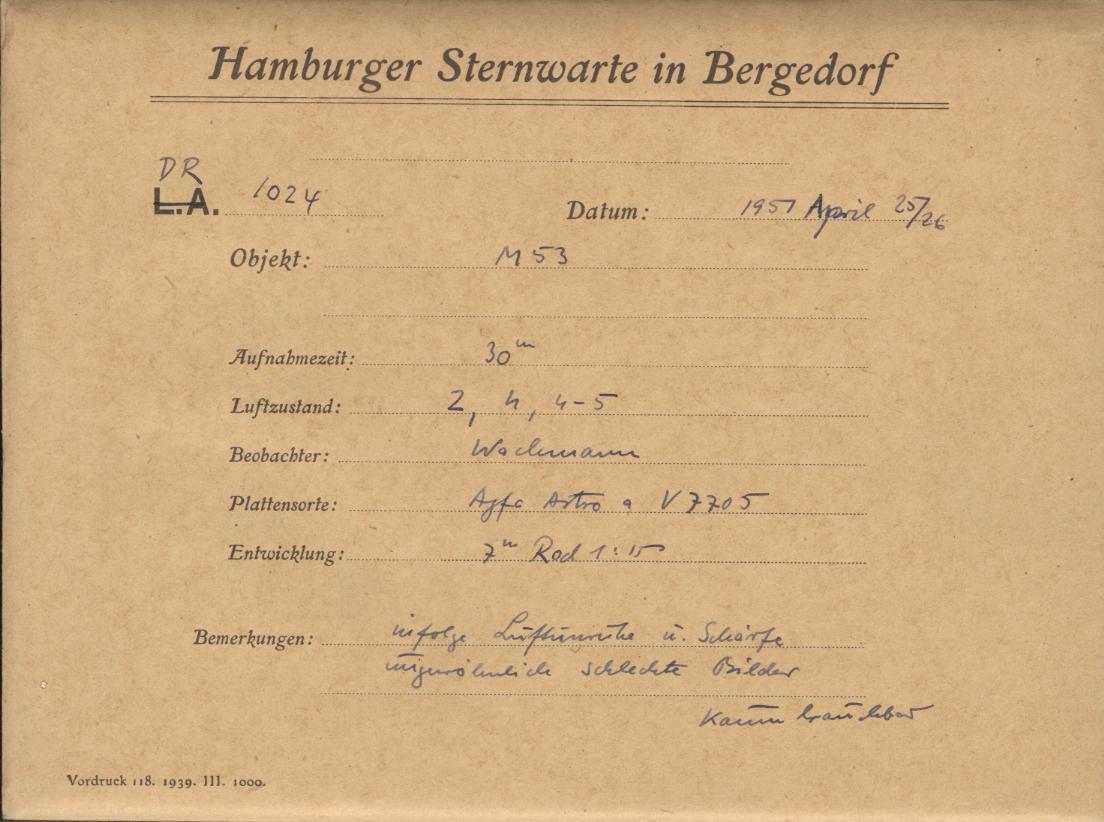 Hamburger Sternwarte in Bergedorf
DR
L.A. 1024
Datum: 1951 April 25/26
Objekt: M 53
Aufnahmezeit: 30ᵐ
Luftzustand: 2, 4, 4-5
Beobachter: Wachmann
Plattensorte: Agfa Astro a V 7705
Entwicklung: 7ᵐ Rod 1:15
Bemerkungen: infolge Luftunruhe u. Schärfe
ungewöhnlich schlechte Bilder
Kaum brauchbar
Vordruck 118. 1939. III. 1000.